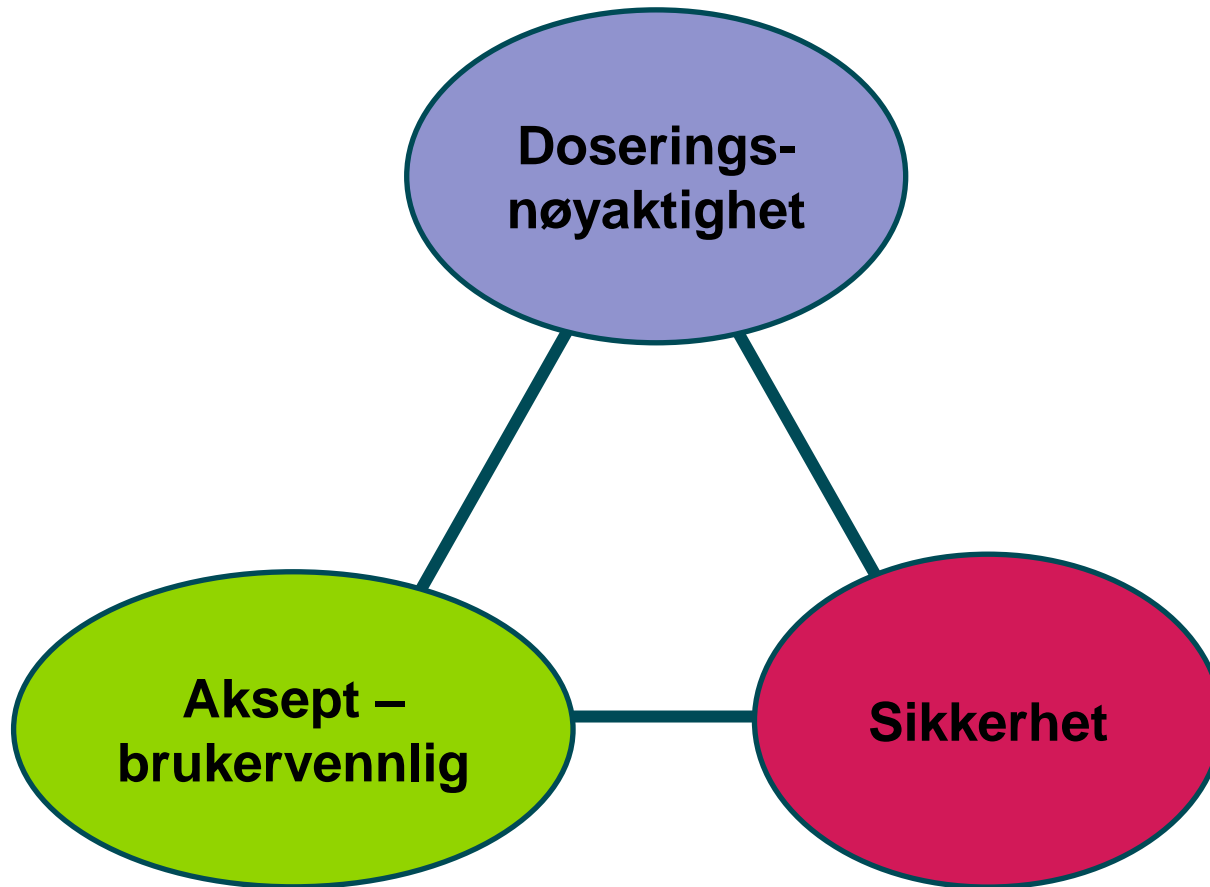 Doserings-
nøyaktighet
Aksept –
brukervennlig
Sikkerhet